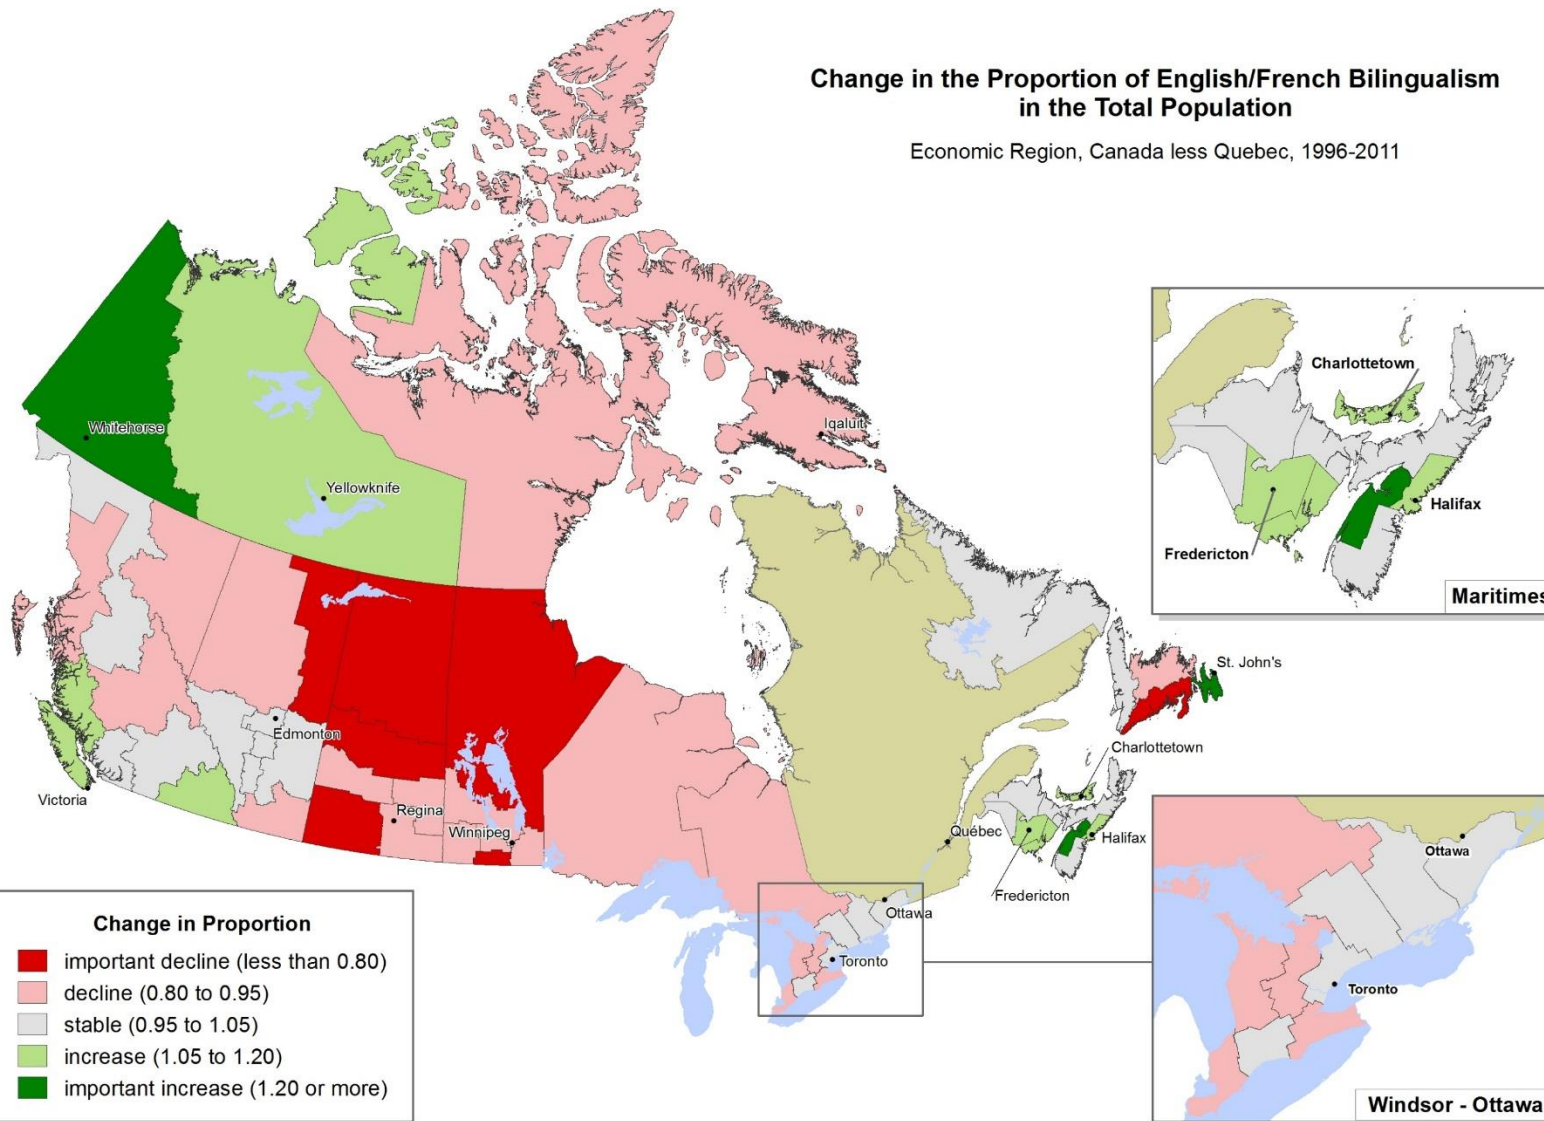 Change in the Proportion of English/French Bilingualism
in the Total Population
Economic Region, Canada less Quebec, 1996-2011
Whitehorse
Yellowknife
Iqaluit
Edmonton
Victoria
Regina
Winnipeg
St. John's
Charlottetown
Québec
Halifax
Fredericton
Ottawa
Toronto
Charlottetown
Halifax
Fredericton
Maritimes
Ottawa
Toronto
Windsor - Ottawa
Change in Proportion
important decline (less than 0.80)
decline (0.80 to 0.95)
stable (0.95 to 1.05)
increase (1.05 to 1.20)
important increase (1.20 or more)